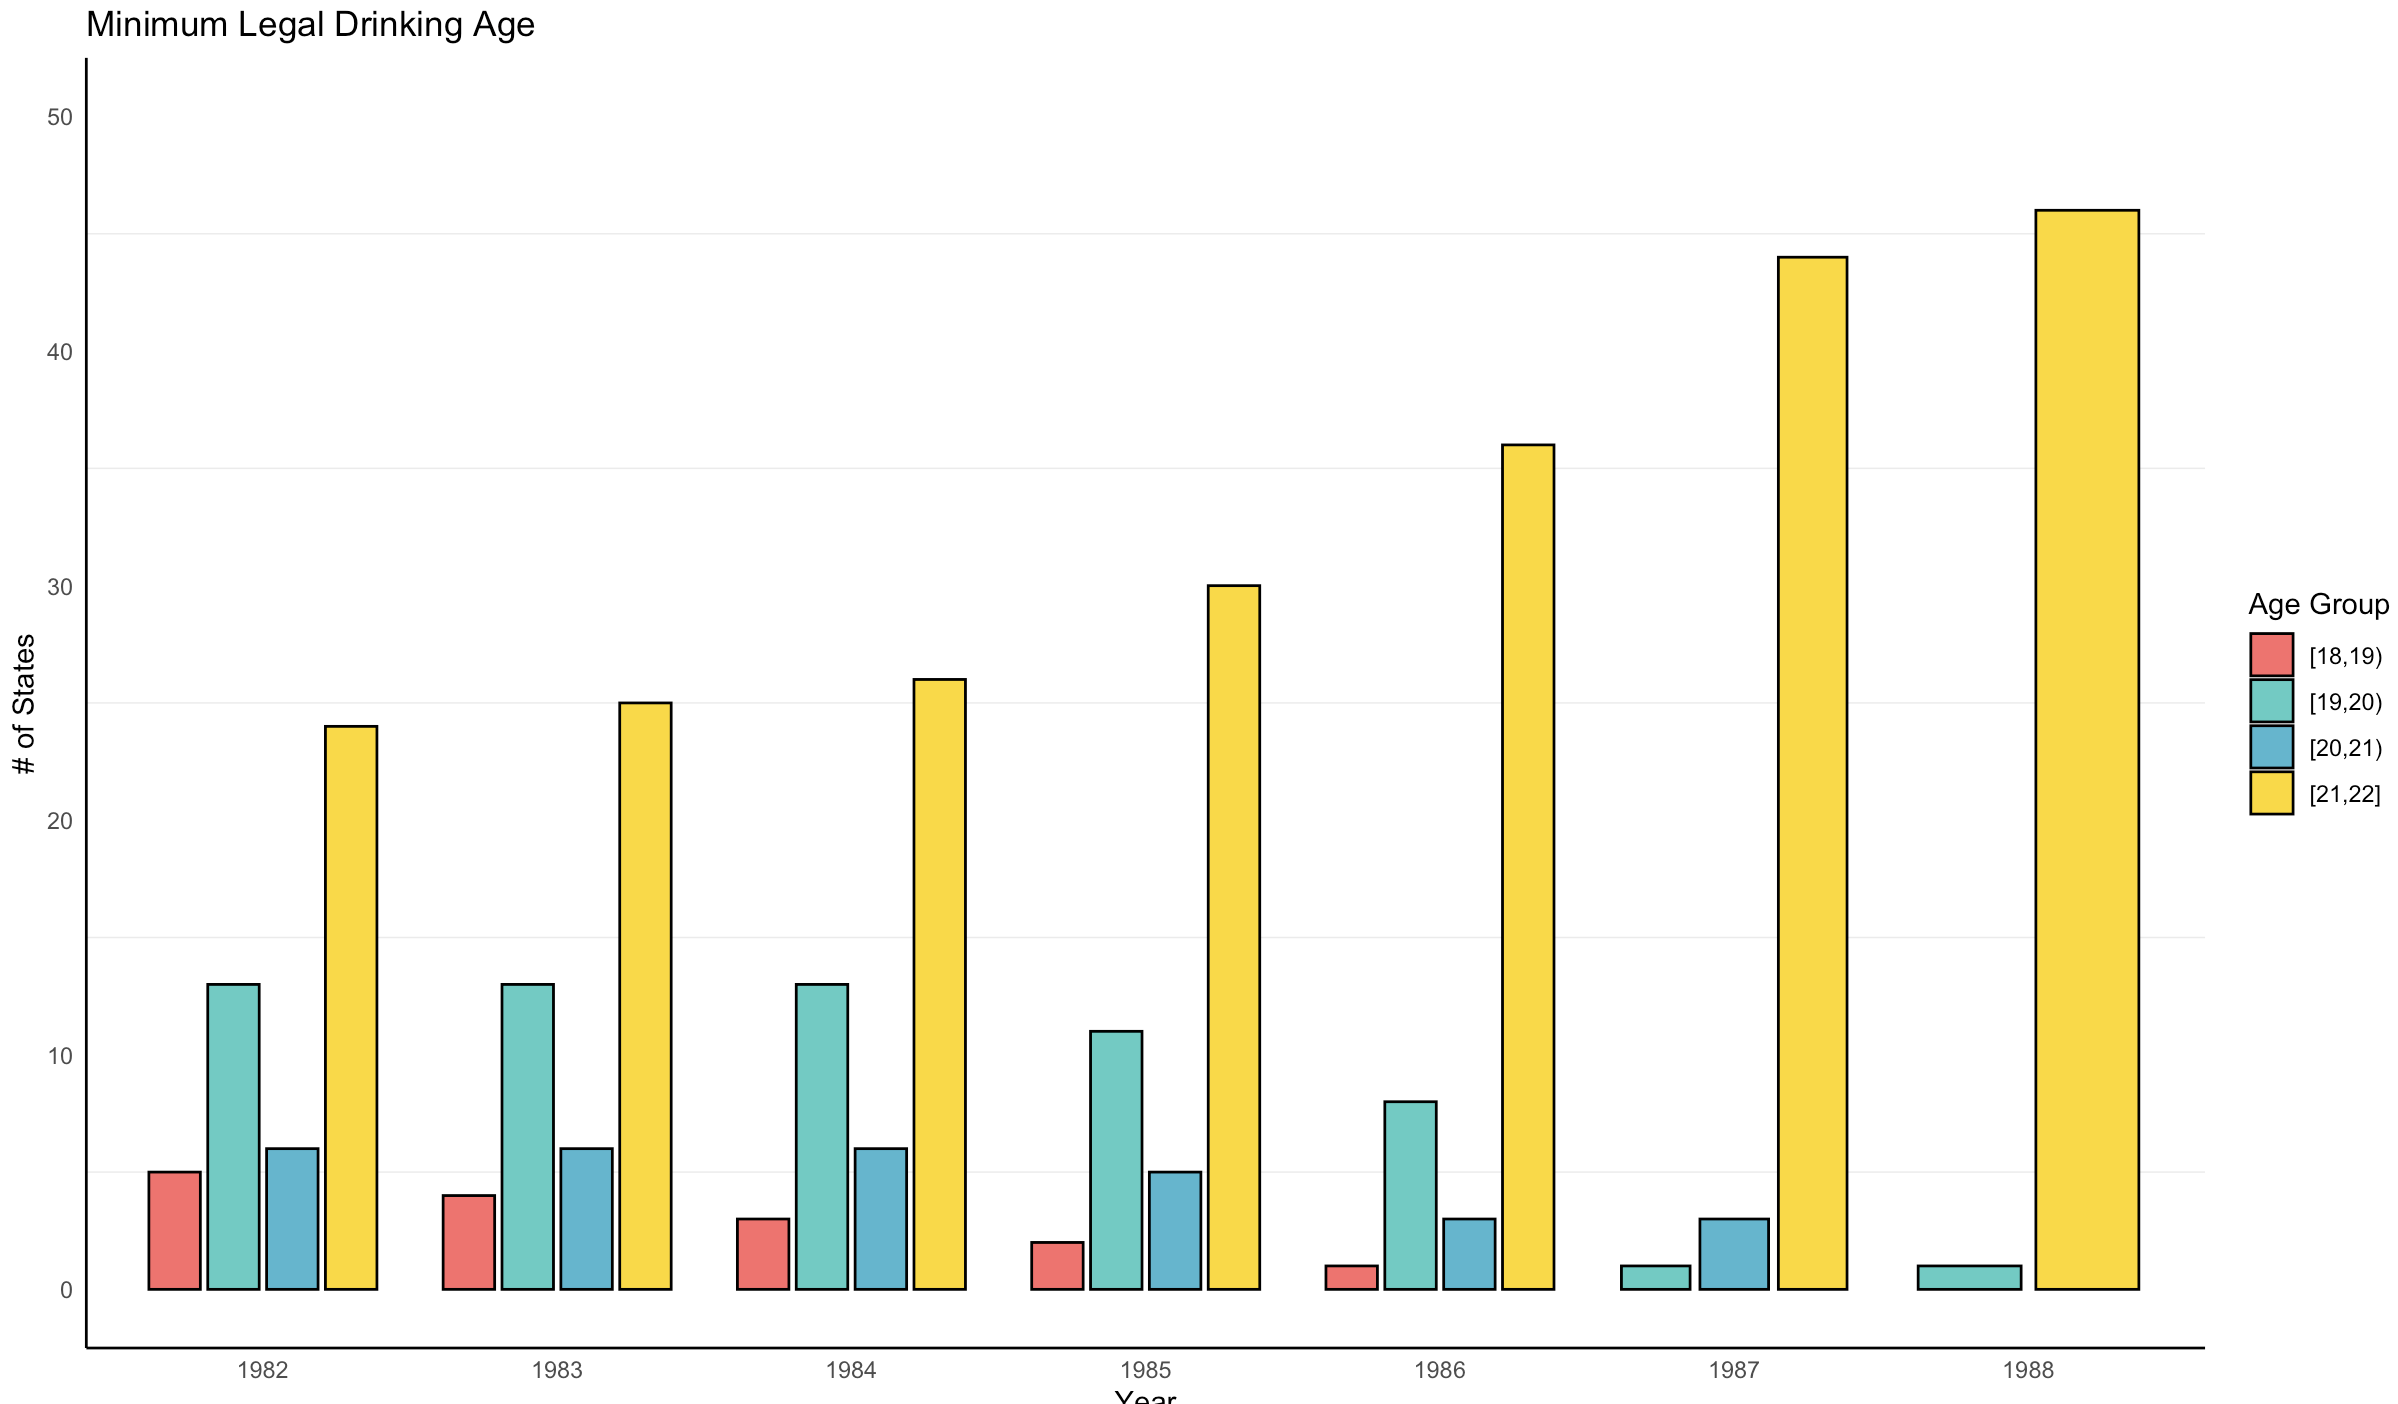 Minimum Legal Drinking Age
50
40
30
20
10
0
# of States
1982 1983 1984 1985 1986 1987 1988
Year
Age Group
[18,19)
[19,20)
[20,21)
[21,22]